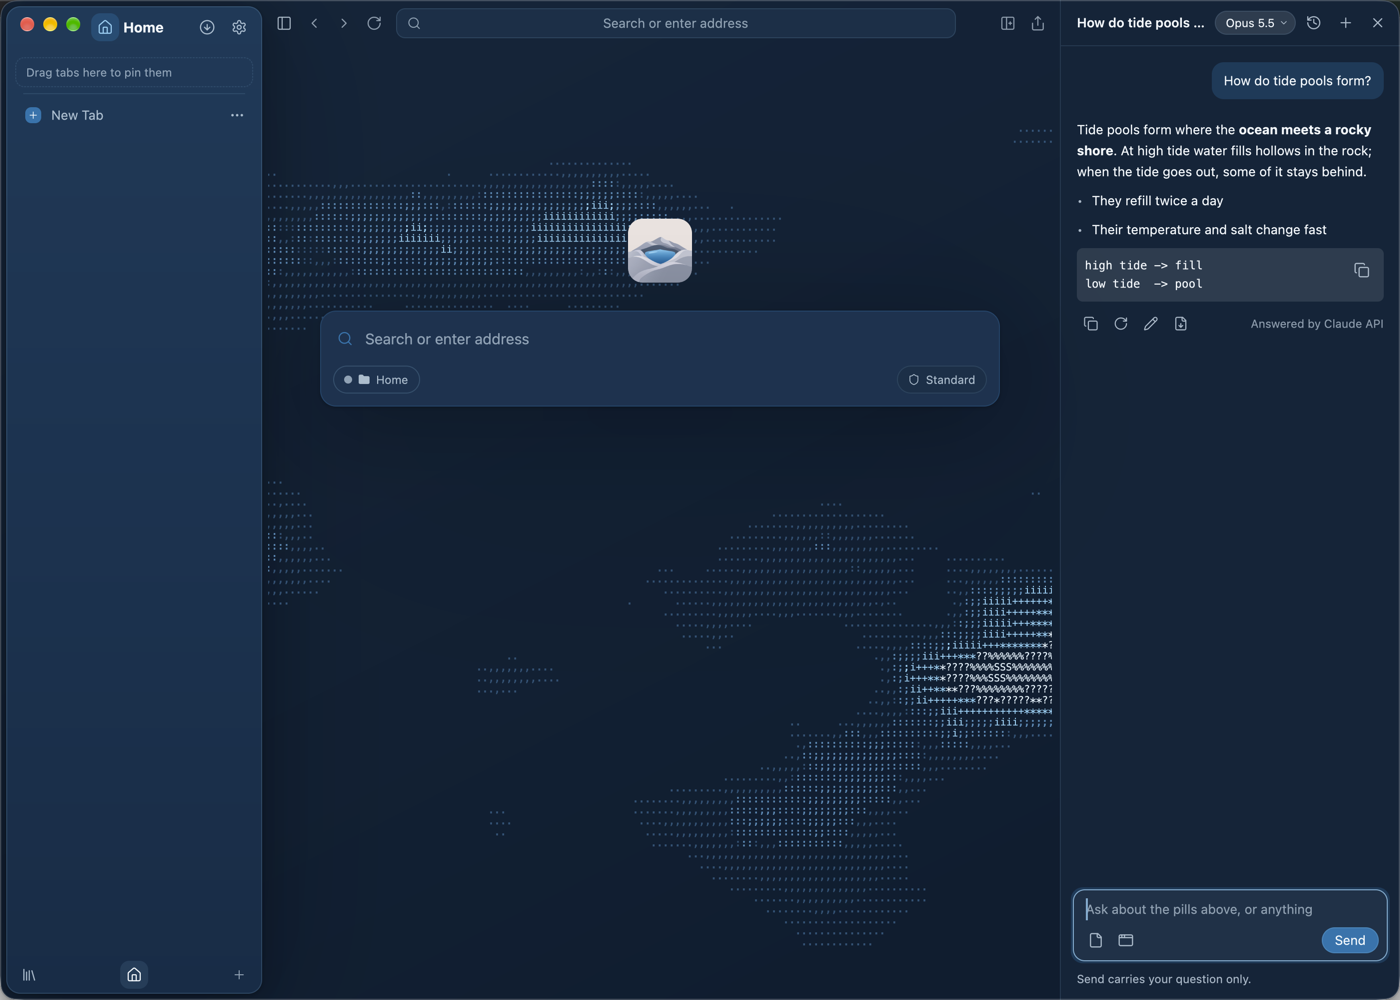 Home
Drag tabs here to pin them
New Tab
Search or enter address
Search or enter address
Home
Standard
How do tide pools ...
Opus 5.5
How do tide pools form?
Tide pools form where the ocean meets a rocky
shore. At high tide water fills hollows in the rock;
when the tide goes out, some of it stays behind.
• They refill twice a day
• Their temperature and salt change fast
high tide -> fill
low tide  -> pool
Answered by Claude API
Ask about the pills above, or anything
Send
Send carries your question only.